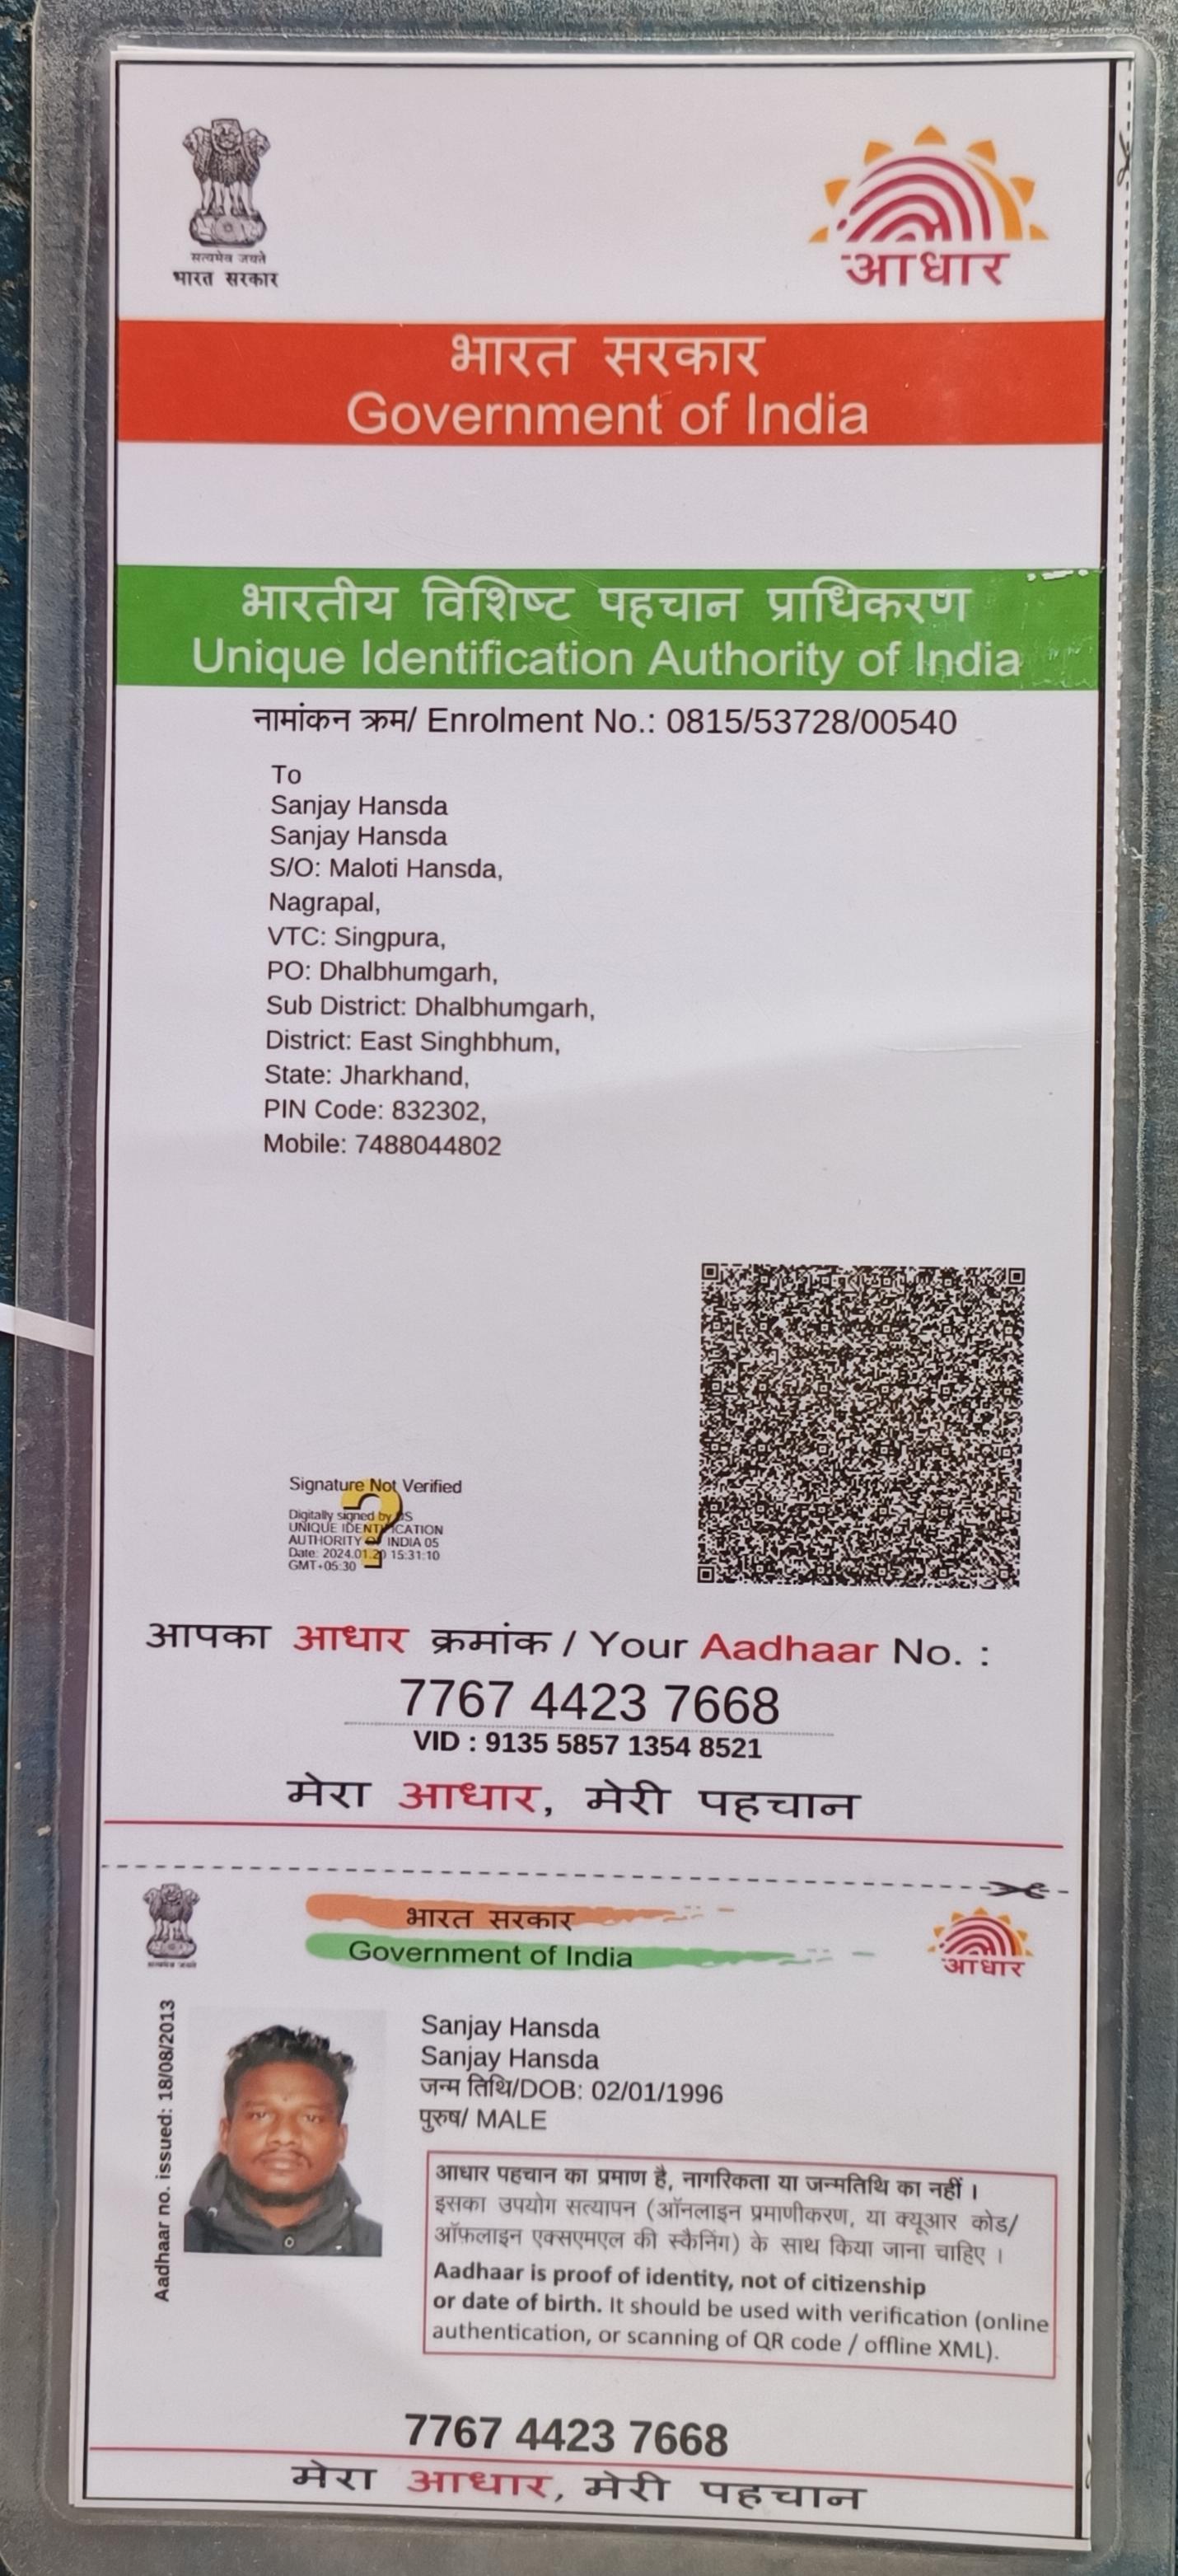 सत्यमेव जयते
भारत सरकार
आधार
भारत सरकार
Government of India
भारतीय विशिष्ट पहचान प्राधिकरण
Unique Identification Authority of India
नामांकन क्रम/ Enrolment No.: 0815/53728/00540
To
Sanjay Hansda
Sanjay Hansda
S/O: Maloti Hansda,
Nagrapal,
VTC: Singpura,
PO: Dhalbhumgarh,
Sub District: Dhalbhumgarh,
District: East Singhbhum,
State: Jharkhand,
PIN Code: 832302,
Mobile: 7488044802
Signature Not Verified
Digitally signed by DS
UNIQUE IDENTIFICATION
AUTHORITY OF INDIA 05
Date: 2024.01.20 15:31:10
GMT+05:30
आपका आधार क्रमांक / Your Aadhaar No. :
7767 4423 7668
VID : 9135 5857 1354 8521
मेरा आधार, मेरी पहचान
भारत सरकार
Government of India
सत्यमेव जयते
आधार
Aadhaar no. issued: 18/08/2013
Sanjay Hansda
Sanjay Hansda
जन्म तिथि/DOB: 02/01/1996
पुरुष/ MALE
आधार पहचान का प्रमाण है, नागरिकता या जन्मतिथि का नहीं ।
इसका उपयोग सत्यापन (ऑनलाइन प्रमाणीकरण, या क्यूआर कोड/
ऑफ़लाइन एक्सएमएल की स्कैनिंग) के साथ किया जाना चाहिए ।
Aadhaar is proof of identity, not of citizenship
or date of birth. It should be used with verification (online
authentication, or scanning of QR code / offline XML).
7767 4423 7668
मेरा आधार, मेरी पहचान